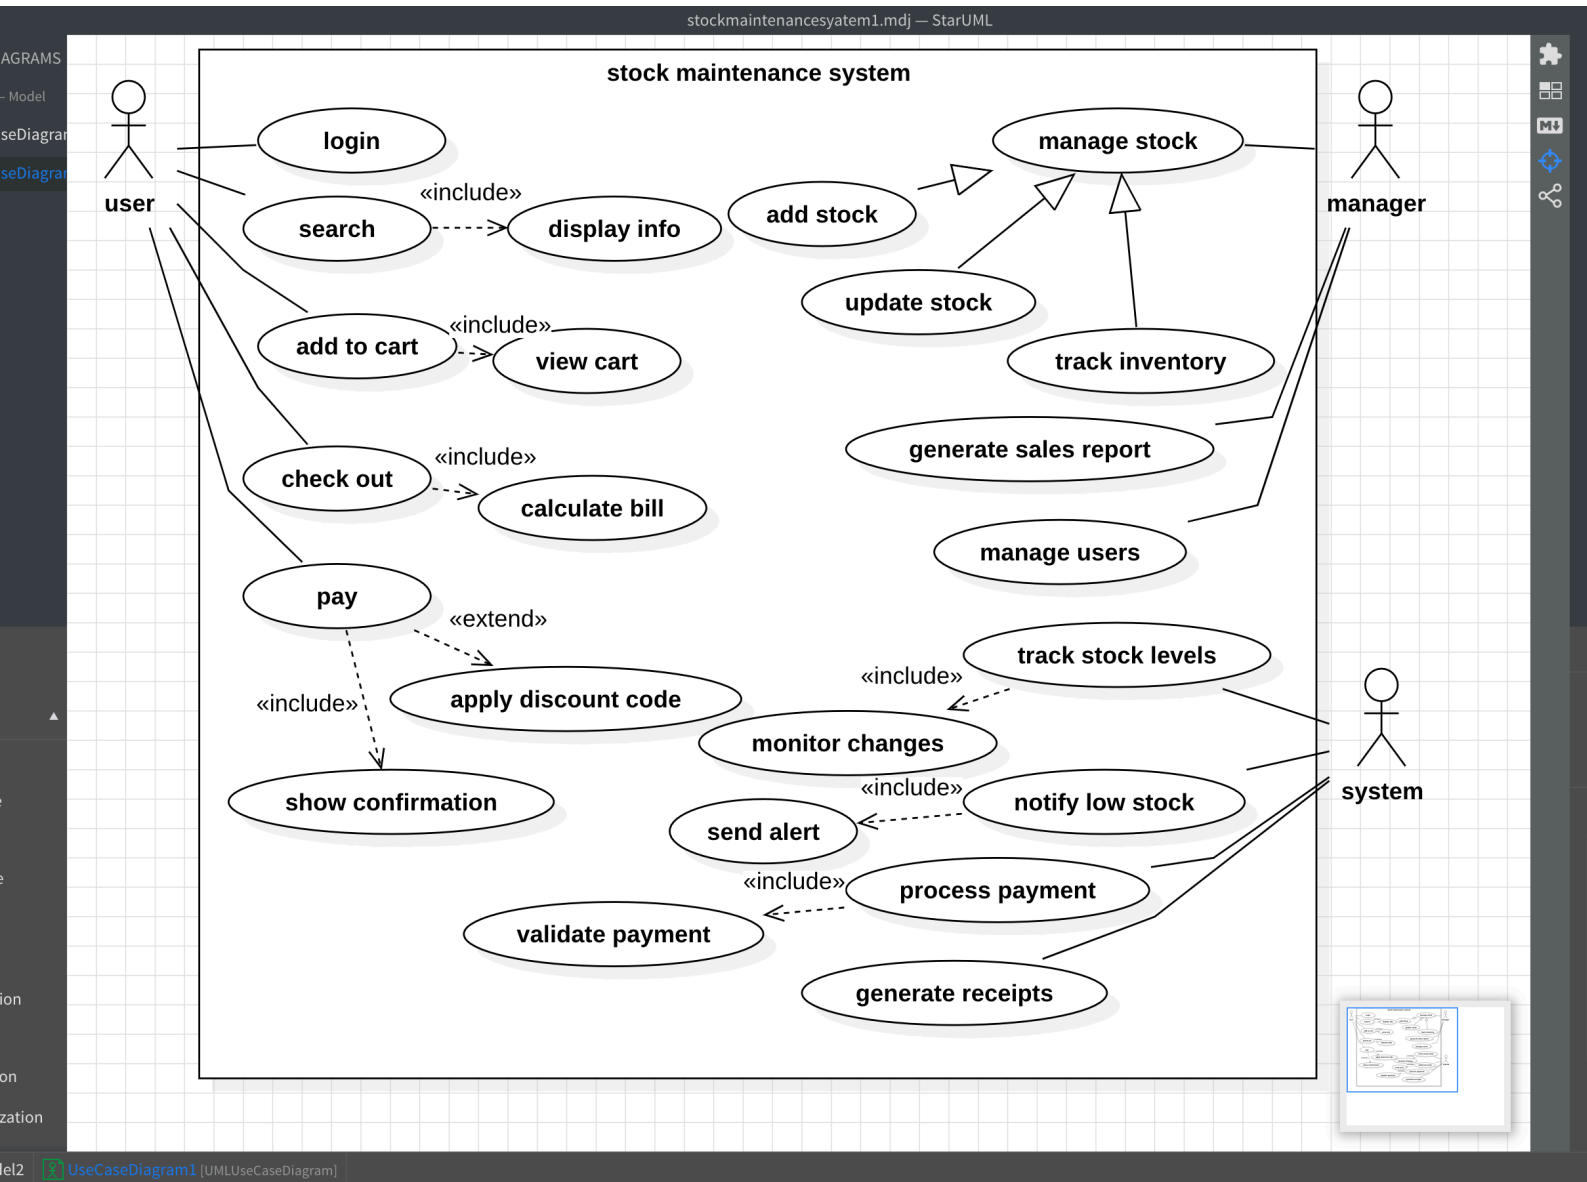 stockmaintenancesyatem1.mdj — StarUML
AGRAMS
– Model
seDiagran
seDiagran
stock maintenance system
user
manager
system
login
search
«include»
display info
add to cart
«include»
view cart
check out
«include»
calculate bill
pay
«extend»
apply discount code
«include»
show confirmation
manage stock
add stock
update stock
track inventory
generate sales report
manage users
track stock levels
«include»
monitor changes
notify low stock
«include»
send alert
process payment
«include»
validate payment
generate receipts
e
e
ion
on
zation
del2
UseCaseDiagram1 [UMLUseCaseDiagram]
M